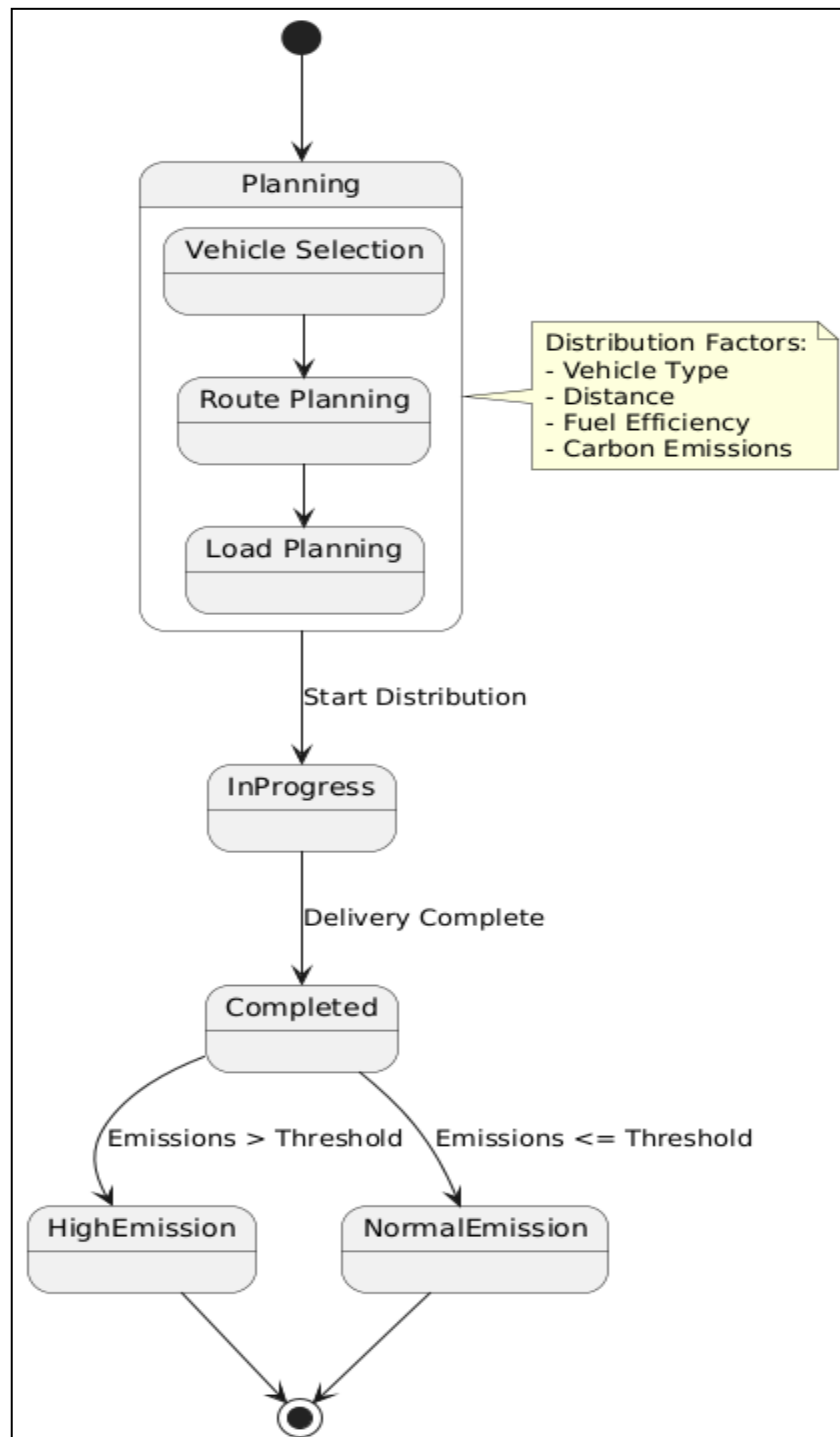 Planning
Vehicle Selection
Route Planning
Load Planning
Distribution Factors:
- Vehicle Type
- Distance
- Fuel Efficiency
- Carbon Emissions
Start Distribution
InProgress
Delivery Complete
Completed
Emissions > Threshold
Emissions <= Threshold
HighEmission
NormalEmission